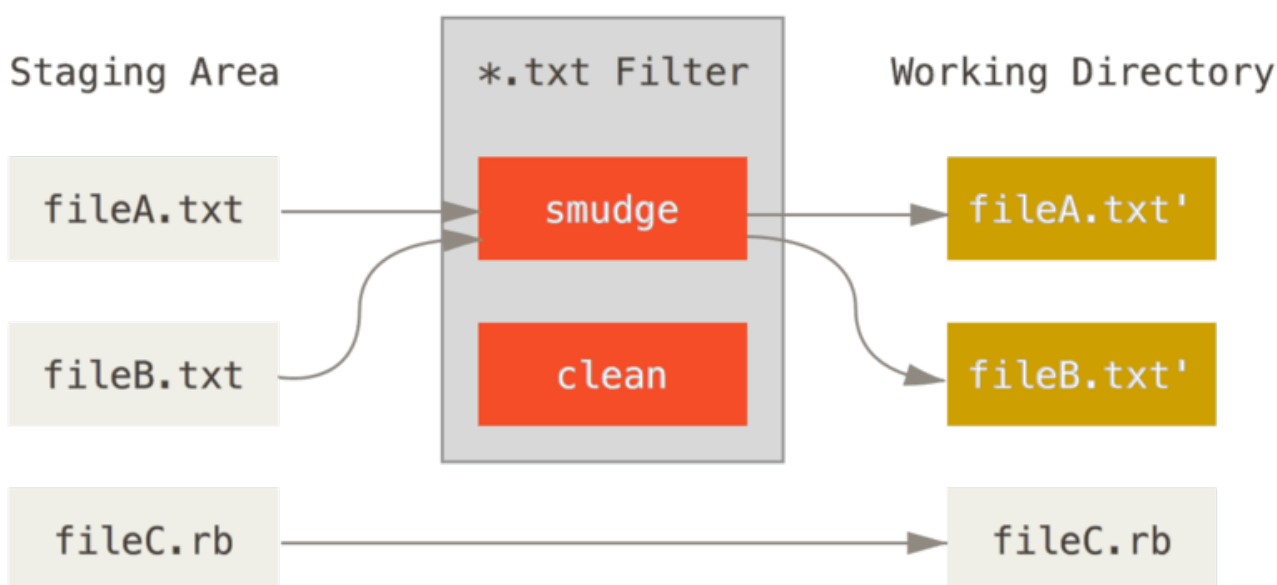 Staging Area
*.txt Filter
Working Directory
fileA.txt
smudge
fileA.txt'
fileB.txt
clean
fileB.txt'
fileC.rb
fileC.rb